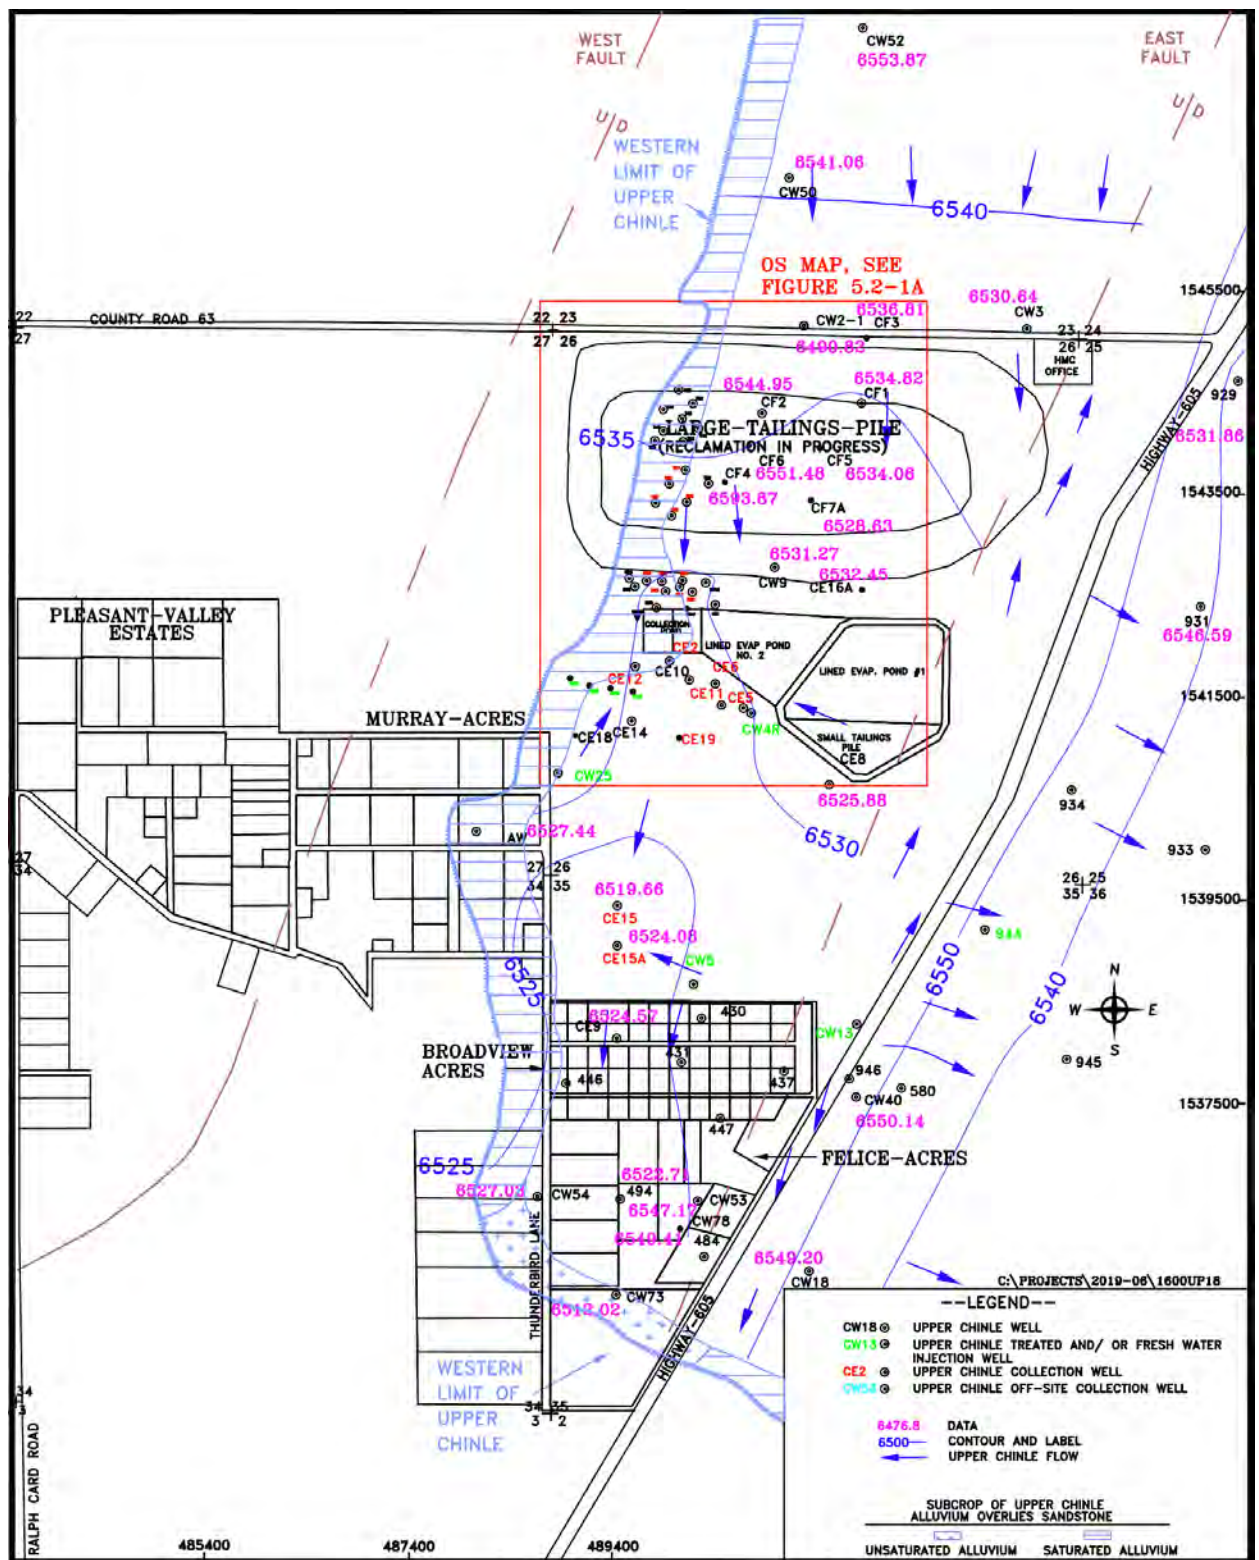 WEST
FAULT
CW52
6553.87
EAST
FAULT
U/D
U/D
WESTERN
LIMIT OF
UPPER
CHINLE
6541.06
CW50
6540
OS MAP, SEE
FIGURE 5.2-1A
6536.81
6530.64
1545500
22
27
COUNTY ROAD 63
22 23
27 26
CW2-1
CF3
CW3
23 24
26 25
HMC
OFFICE
6490.83
6544.95
6534.82
CF2
CF1
929
6535
LARGE-TAILINGS-PILE
(RECLAMATION IN PROGRESS)
6531.86
HIGHWAY-605
CF6
CF5
CF4
6551.48
6534.06
1543500
6593.67
CF7A
6528.63
6531.27
CW9
6532.45
CE16A
PLEASANT-VALLEY
ESTATES
931
6546.59
COLLECTION
POND
CE2
LINED EVAP POND
NO. 2
CE10
CE6
LINED EVAP. POND #1
CE12
CE11
CE5
1541500
MURRAY-ACRES
CE14
CW4R
CE18
CE19
SMALL TAILINGS
PILE
CE8
CW25
6525.88
934
AW
6527.44
6530
933
27
34
27 26
34 35
26 25
35 36
6519.66
CE15
1539500
6524.08
CE15A
CW5
944
6525
6550
6540
N
W E
S
6524.57
430
CE9
CW13
BROADVIEW
ACRES
431
945
446
437
946
580
CW40
1537500
447
6550.14
FELICE-ACRES
6525
6522.71
6527.03
CW54
494
CW53
6547.17
CW78
6549.41
484
6549.20
CW18
THUNDERBIRD LANE
CW73
6512.02
HIGHWAY-605
WESTERN
LIMIT OF
UPPER
CHINLE
34
3
34 35
3 2
RALPH CARD ROAD
485400
487400
489400
C:\PROJECTS\2019-06\1600UP18
--LEGEND--
CW18 UPPER CHINLE WELL
CW13 UPPER CHINLE TREATED AND/ OR FRESH WATER
INJECTION WELL
CE2 UPPER CHINLE COLLECTION WELL
UPPER CHINLE OFF-SITE COLLECTION WELL
6476.8 DATA
6500 CONTOUR AND LABEL
UPPER CHINLE FLOW
SUBCROP OF UPPER CHINLE
ALLUVIUM OVERLIES SANDSTONE
UNSATURATED ALLUVIUM SATURATED ALLUVIUM